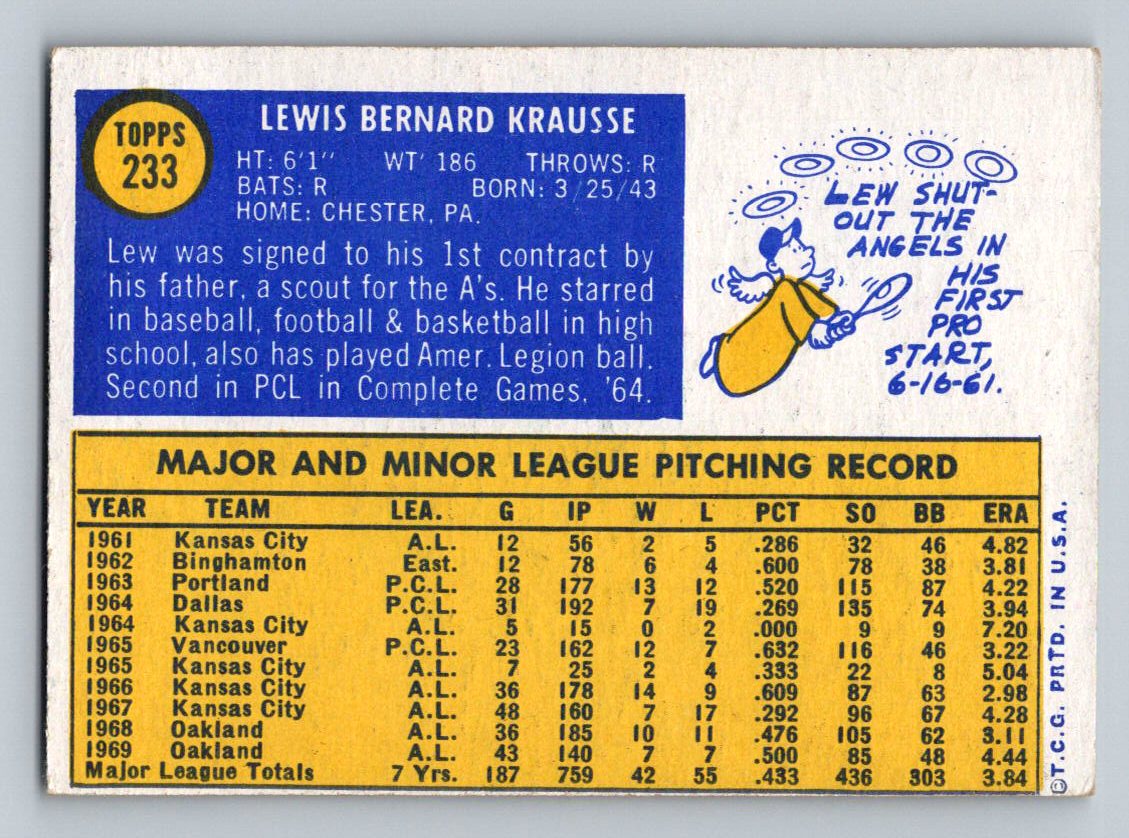 TOPPS
233
LEWIS BERNARD KRAUSSE
HT: 6'1" WT' 186 THROWS: R
BATS: R BORN: 3/25/43
HOME: CHESTER, PA.
Lew was signed to his 1st contract by
his father, a scout for the A's. He starred
in baseball, football & basketball in high
school, also has played Amer. Legion ball.
Second in PCL in Complete Games, '64.
LEW SHUT-
OUT THE
ANGELS IN
HIS
FIRST
PRO
START,
6-16-61.
MAJOR AND MINOR LEAGUE PITCHING RECORD
YEAR TEAM LEA. G IP W L PCT SO BB ERA
1961 Kansas City A.L. 12 56 2 5 .286 32 46 4.82
1962 Binghamton East. 12 78 6 4 .600 78 38 3.81
1963 Portland P.C.L. 28 177 13 12 .520 115 87 4.22
1964 Dallas P.C.L. 31 192 7 19 .269 135 74 3.94
1964 Kansas City A.L. 5 15 0 2 .000 9 9 7.20
1965 Vancouver P.C.L. 23 162 12 7 .632 116 46 3.22
1965 Kansas City A.L. 7 25 2 4 .333 22 8 5.04
1966 Kansas City A.L. 36 178 14 9 .609 87 63 2.98
1967 Kansas City A.L. 48 160 7 17 .292 96 67 4.28
1968 Oakland A.L. 36 185 10 11 .476 105 62 3.11
1969 Oakland A.L. 43 140 7 7 .500 85 48 4.44
Major League Totals 7 Yrs. 187 759 42 55 .433 436 303 3.84
©T.C.G. PRTD. IN U.S.A.